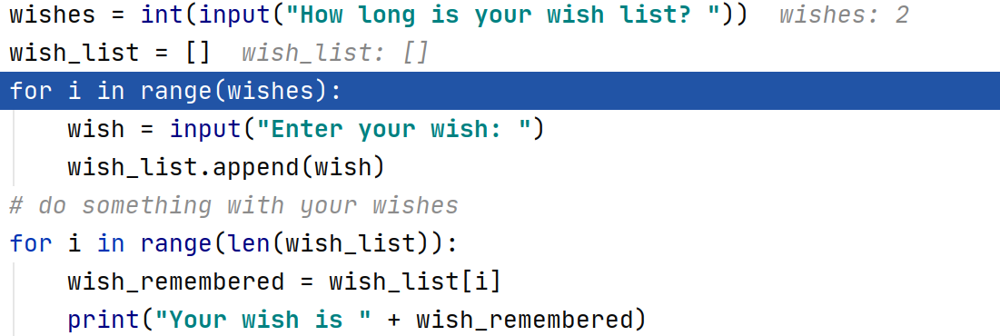 wishes = int(input("How long is your wish list? "))  wishes: 2
wish_list = []  wish_list: []
for i in range(wishes):
    wish = input("Enter your wish: ")
    wish_list.append(wish)
# do something with your wishes
for i in range(len(wish_list)):
    wish_remembered = wish_list[i]
    print("Your wish is " + wish_remembered)